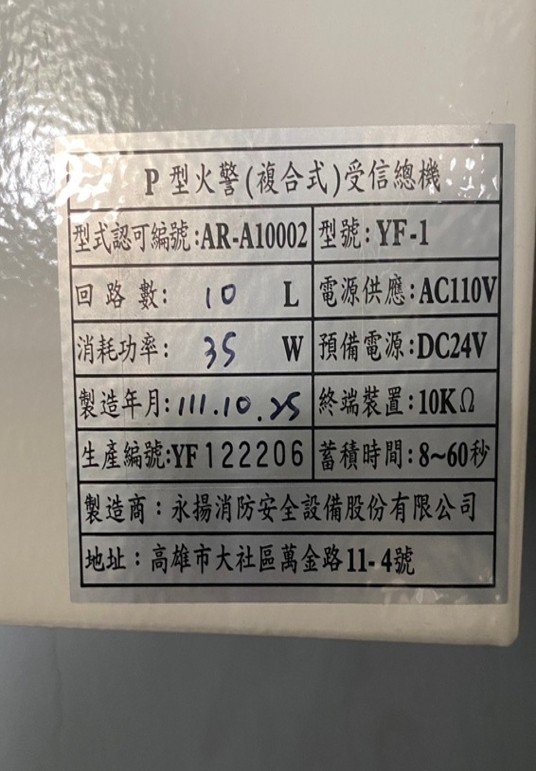 P型火警(複合式)受信總機
型式認可編號:AR-A10002 型號:YF-1
回路數: 10 L 電源供應:AC110V
消耗功率: 35 W 預備電源:DC24V
製造年月:111.10.25 終端裝置:10KΩ
生產編號:YF122206 蓄積時間:8~60秒
製造商:永揚消防安全設備股份有限公司
地址:高雄市大社區萬金路11-4號